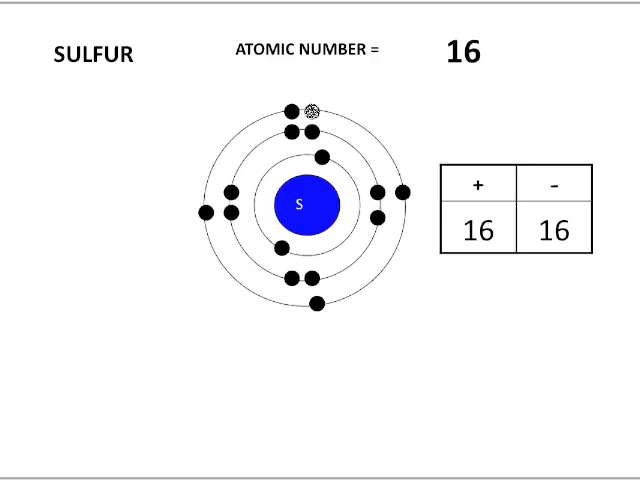 SULFUR
ATOMIC NUMBER =
16
S
+ -
16 16